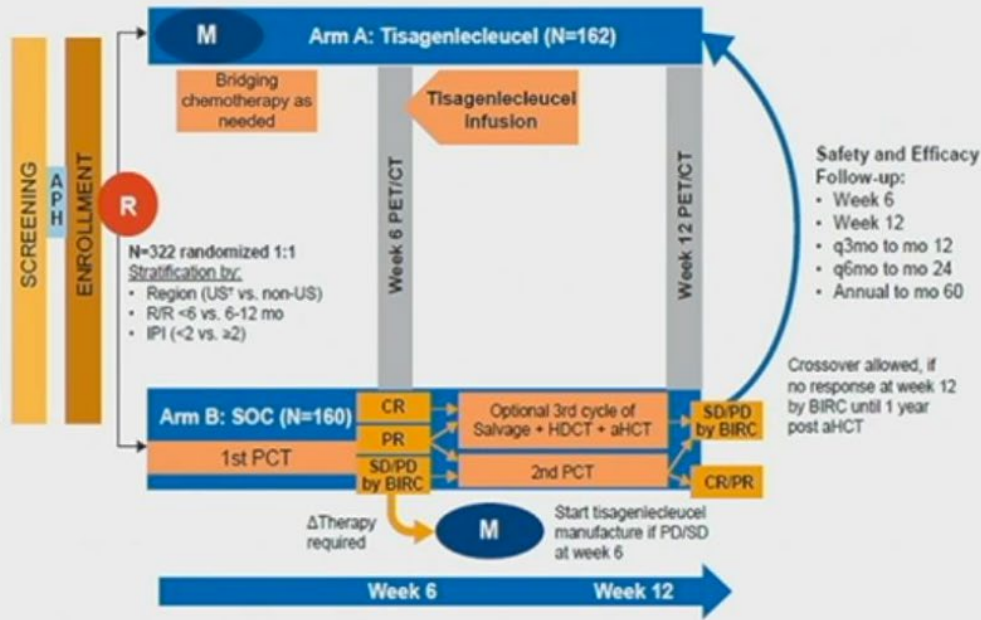 SCREENING
APH
ENROLLMENT
R
M
Arm A: Tisagenlecleucel (N=162)
Bridging
chemotherapy as
needed
Week 6 PET/CT
Tisagenlecleucel
Infusion
Week 12 PET/CT
N=322 randomized 1:1
Stratification by:
• Region (US* vs. non-US)
• R/R <6 vs. 6-12 mo
• IPI (<2 vs. ≥2)
Safety and Efficacy
Follow-up:
• Week 6
• Week 12
• q3mo to mo 12
• q6mo to mo 24
• Annual to mo 60
Crossover allowed, if
no response at week 12
by BIRC until 1 year
post aHCT
Arm B: SOC (N=160)
1st PCT
CR
PR
SD/PD
by BIRC
Optional 3rd cycle of
Salvage + HDCT + aHCT
2nd PCT
SD/PD
by BIRC
CR/PR
ΔTherapy
required
M
Start tisagenlecleucel
manufacture if PD/SD
at week 6
Week 6
Week 12